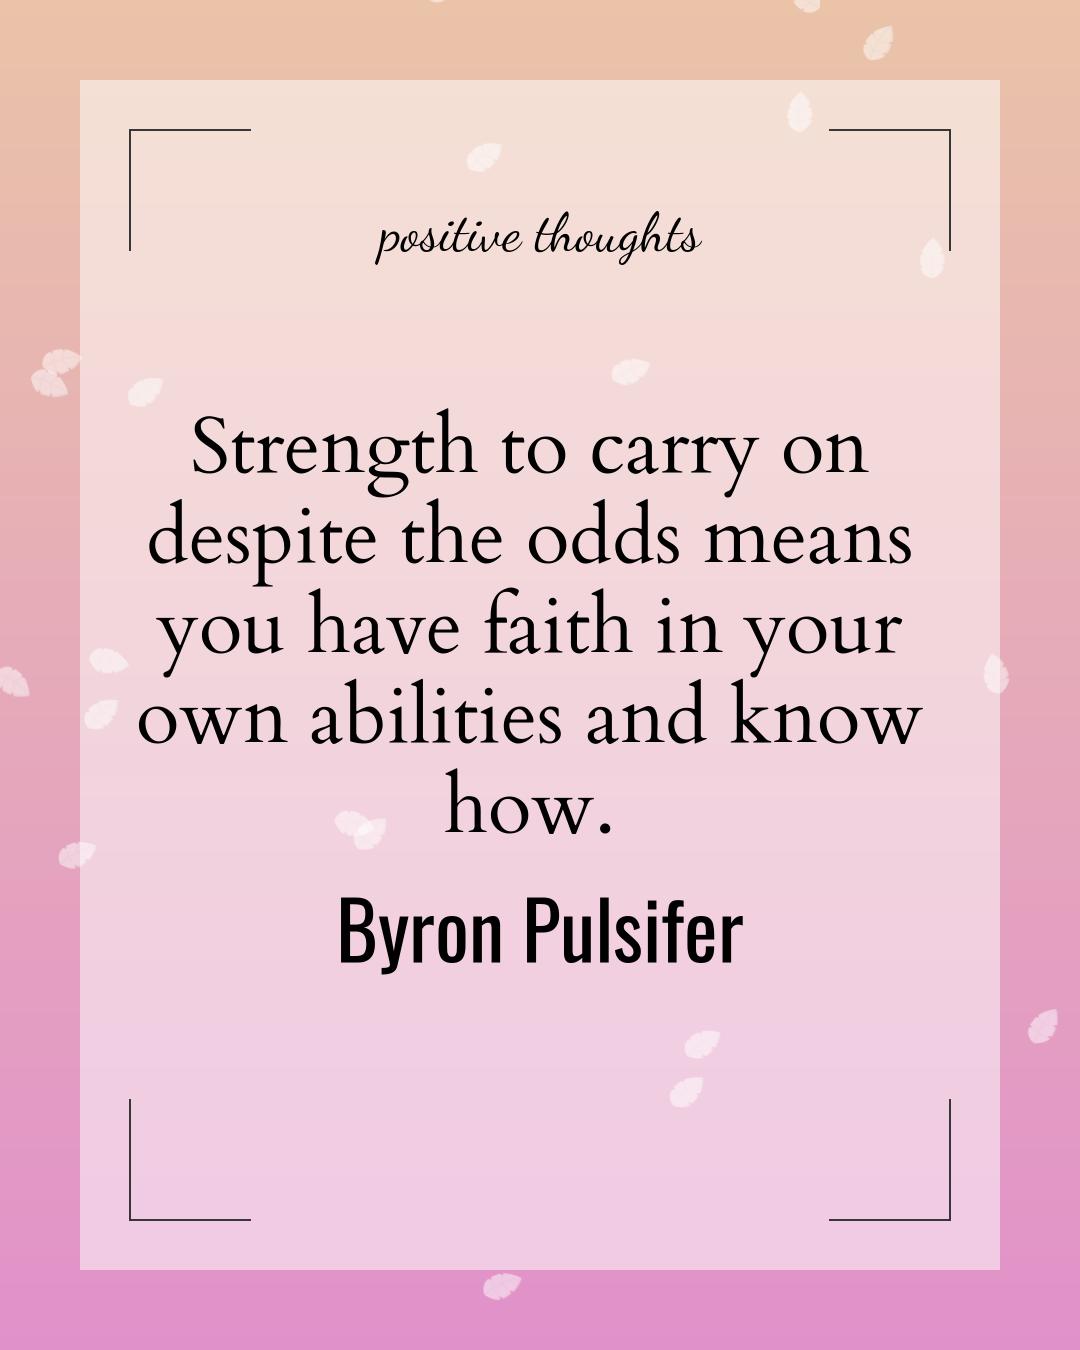 positive thoughts
Strength to carry on
despite the odds means
you have faith in your
own abilities and know
how.
Byron Pulsifer